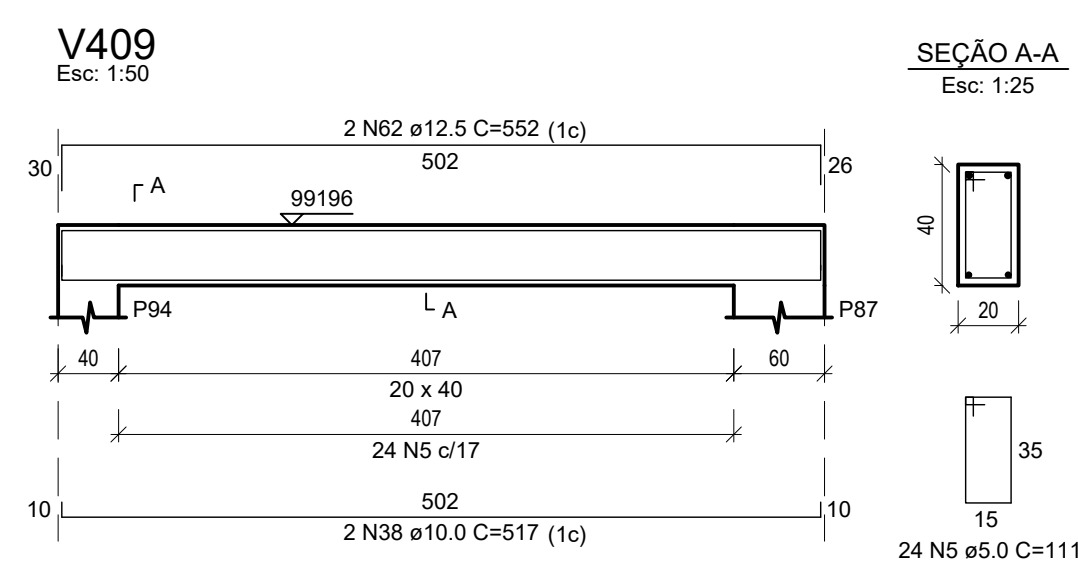 V409
Esc: 1:50
SEÇÃO A-A
Esc: 1:25
2 N62 ø12.5 C=552 (1c)
30
502
26
A
99196
40
A
P94
P87
20
40
407
60
20 x 40
407
24 N5 c/17
35
10
502
10
15
2 N38 ø10.0 C=517 (1c)
24 N5 ø5.0 C=111